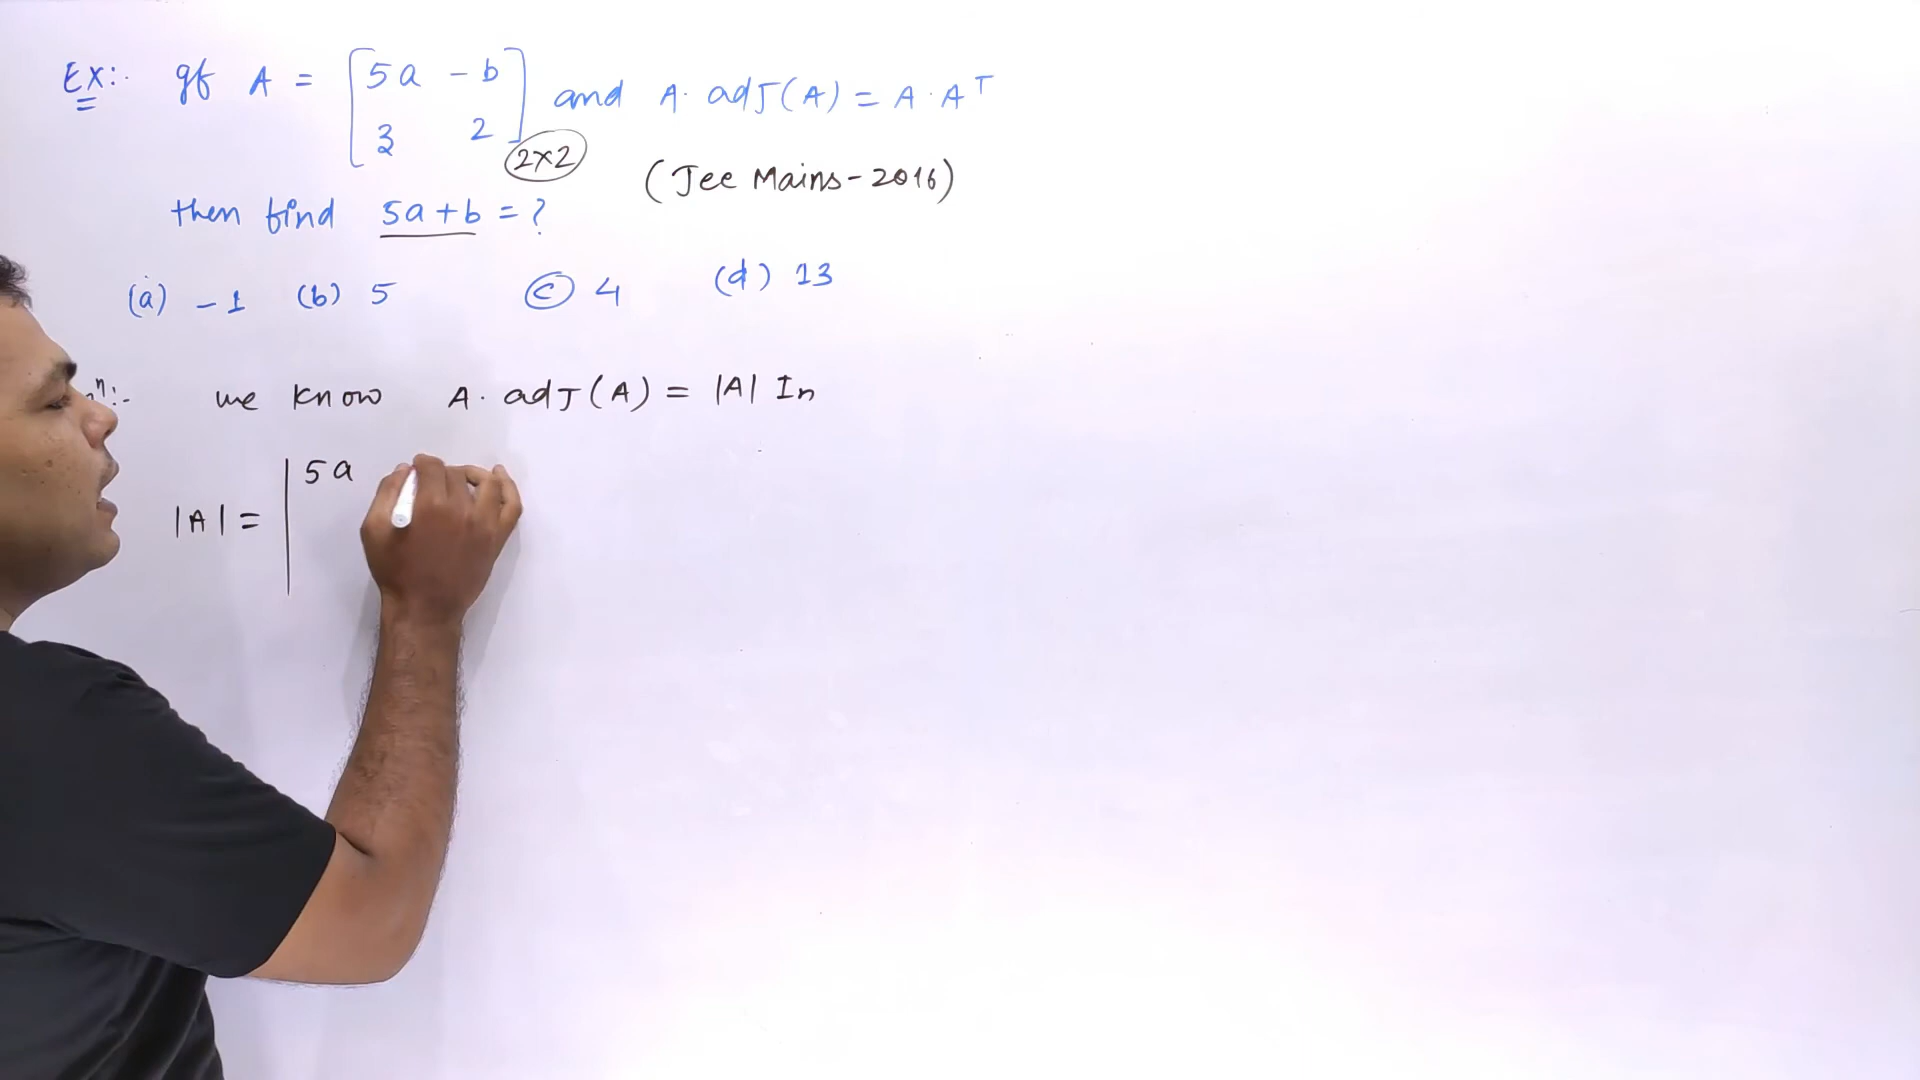 Ex:- If A = [ 5a -b
3 2 ] 2×2 and A. adJ(A) = A.Aᵀ
(Jee Mains-2016)
then find 5a+b = ?
(a) -1 (b) 5 (c) 4 (d) 13
n:- we know A. adJ(A) = |A| In
|A| = | 5a